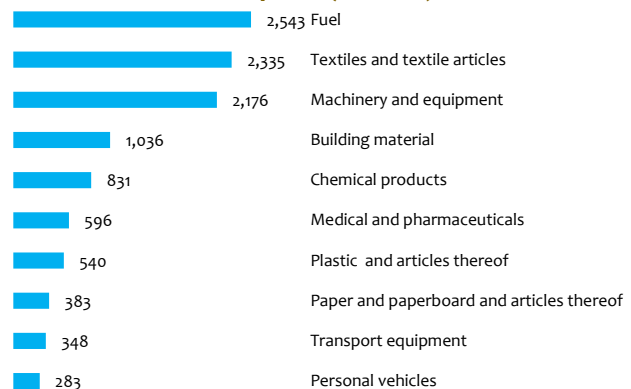 2,543 Fuel
2,335 Textiles and textile articles
2,176 Machinery and equipment
1,036 Building material
831 Chemical products
596 Medical and pharmaceuticals
540 Plastic and articles thereof
383 Paper and paperboard and articles thereof
348 Transport equipment
283 Personal vehicles